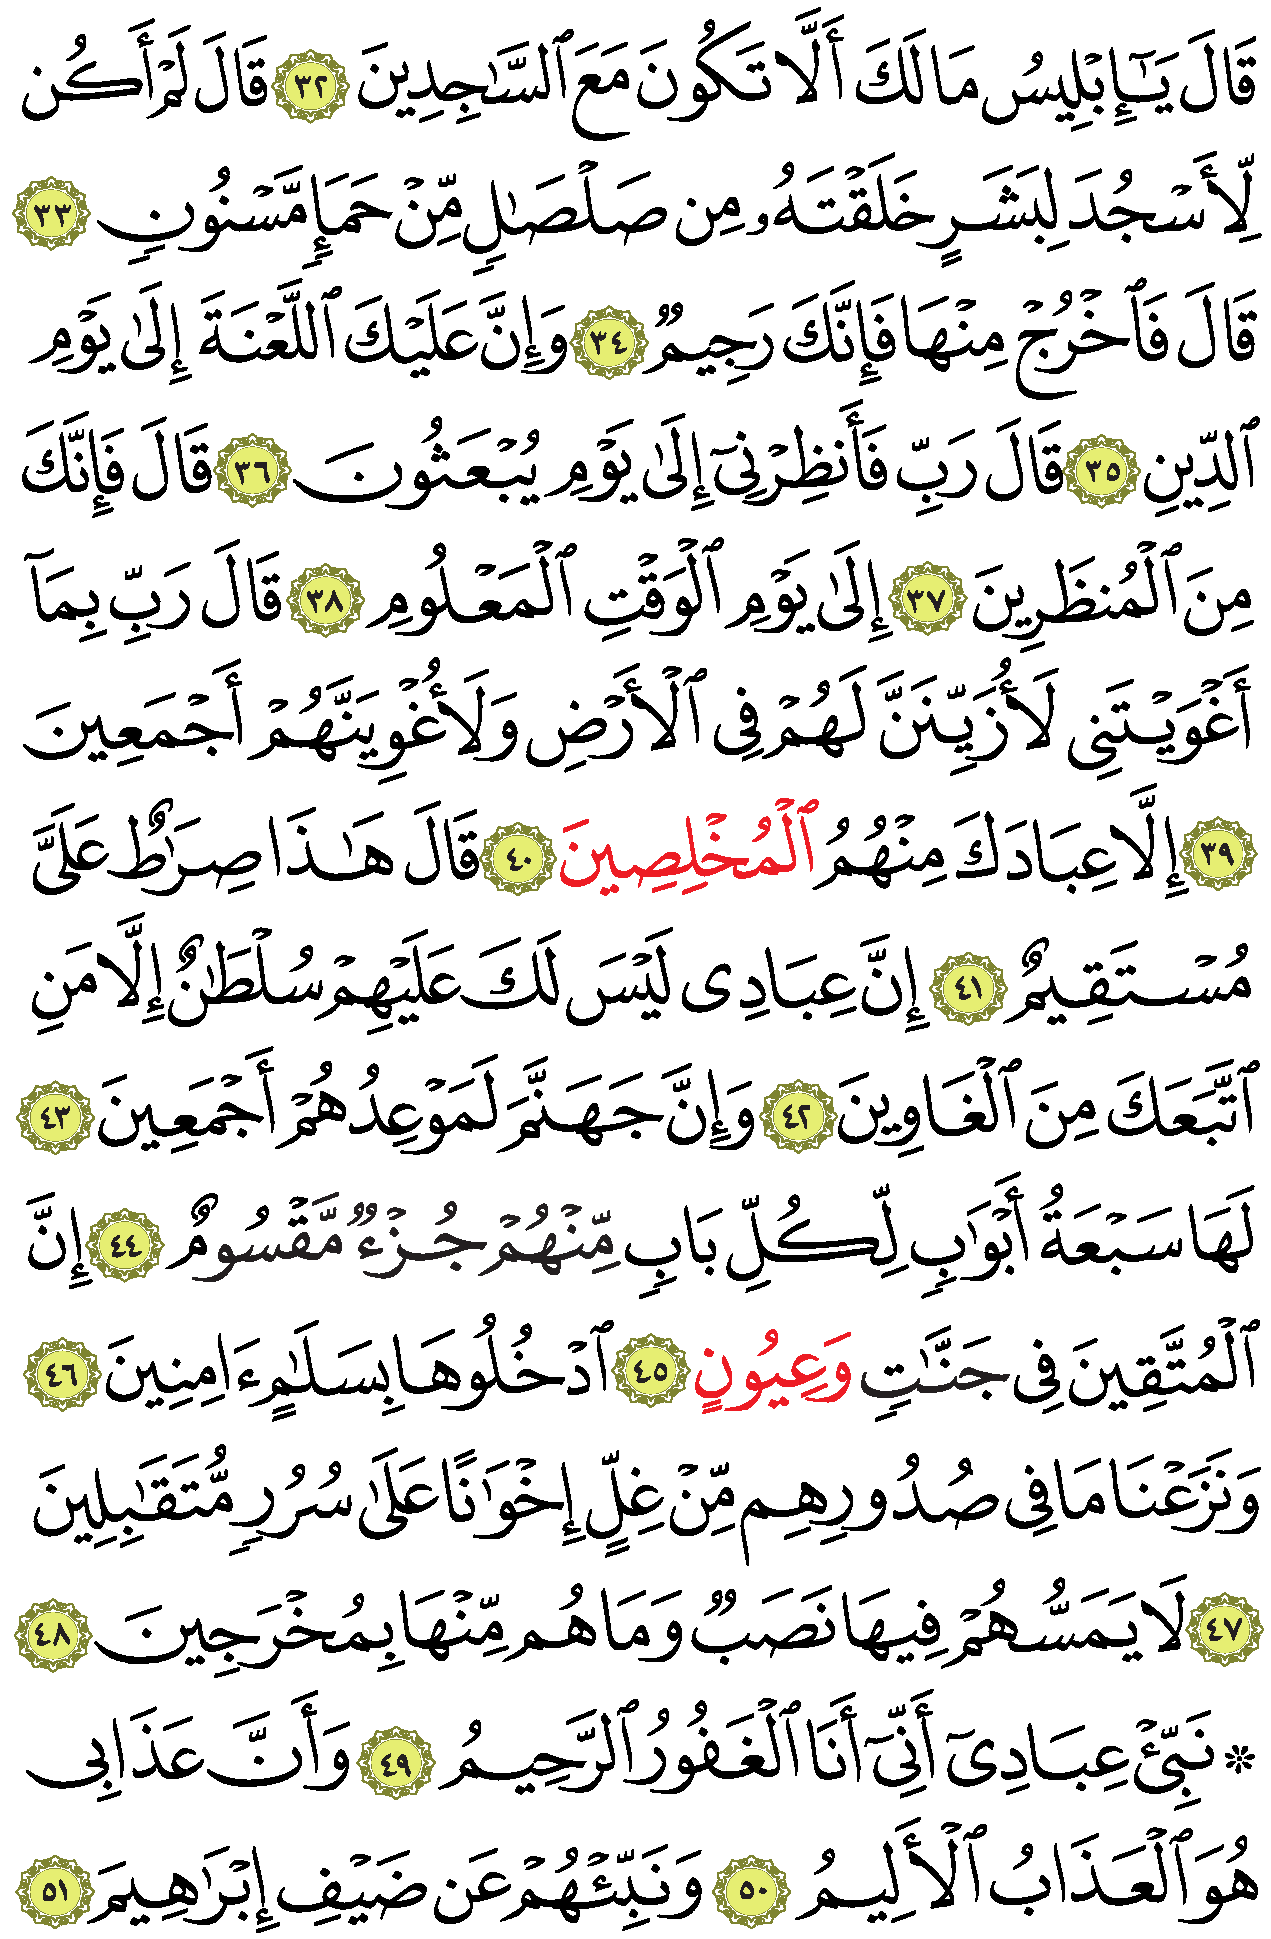 قَالَ يَـٰٓإِبْلِيسُ مَا لَكَ أَلَّا تَكُونَ مَعَ ٱلسَّـٰجِدِينَ ٣٢ قَالَ لَمْ أَكُن
لِّأَسْجُدَ لِبَشَرٍ خَلَقْتَهُۥ مِن صَلْصَـٰلٍ مِّنْ حَمَإٍ مَّسْنُونٍ ٣٣
قَالَ فَٱخْرُجْ مِنْهَا فَإِنَّكَ رَجِيمٌ ٣٤ وَإِنَّ عَلَيْكَ ٱللَّعْنَةَ إِلَىٰ يَوْمِ
ٱلدِّينِ ٣٥ قَالَ رَبِّ فَأَنظِرْنِىٓ إِلَىٰ يَوْمِ يُبْعَثُونَ ٣٦ قَالَ فَإِنَّكَ
مِنَ ٱلْمُنظَرِينَ ٣٧ إِلَىٰ يَوْمِ ٱلْوَقْتِ ٱلْمَعْلُومِ ٣٨ قَالَ رَبِّ بِمَآ
أَغْوَيْتَنِى لَأُزَيِّنَنَّ لَهُمْ فِى ٱلْأَرْضِ وَلَأُغْوِيَنَّهُمْ أَجْمَعِينَ
٣٩ إِلَّا عِبَادَكَ مِنْهُمُ ٱلْمُخْلِصِينَ ٤٠ قَالَ هَـٰذَا صِرَٰطٌ عَلَىَّ
مُسْتَقِيمٌ ٤١ إِنَّ عِبَادِى لَيْسَ لَكَ عَلَيْهِمْ سُلْطَـٰنٌ إِلَّا مَنِ
ٱتَّبَعَكَ مِنَ ٱلْغَاوِينَ ٤٢ وَإِنَّ جَهَنَّمَ لَمَوْعِدُهُمْ أَجْمَعِينَ ٤٣
لَهَا سَبْعَةُ أَبْوَٰبٍ لِّكُلِّ بَابٍ مِّنْهُمْ جُزْءٌ مَّقْسُومٌ ٤٤ إِنَّ
ٱلْمُتَّقِينَ فِى جَنَّـٰتٍ وَعِيُونٍ ٤٥ ٱدْخُلُوهَا بِسَلَـٰمٍ ءَامِنِينَ ٤٦
وَنَزَعْنَا مَا فِى صُدُورِهِم مِّنْ غِلٍّ إِخْوَٰنًا عَلَىٰ سُرُرٍ مُّتَقَـٰبِلِينَ
٤٧ لَا يَمَسُّهُمْ فِيهَا نَصَبٌ وَمَا هُم مِّنْهَا بِمُخْرَجِينَ ٤٨
۞ نَبِّئْ عِبَادِىٓ أَنِّىٓ أَنَا ٱلْغَفُورُ ٱلرَّحِيمُ ٤٩ وَأَنَّ عَذَابِى
هُوَ ٱلْعَذَابُ ٱلْأَلِيمُ ٥٠ وَنَبِّئْهُمْ عَن ضَيْفِ إِبْرَٰهِيمَ ٥١